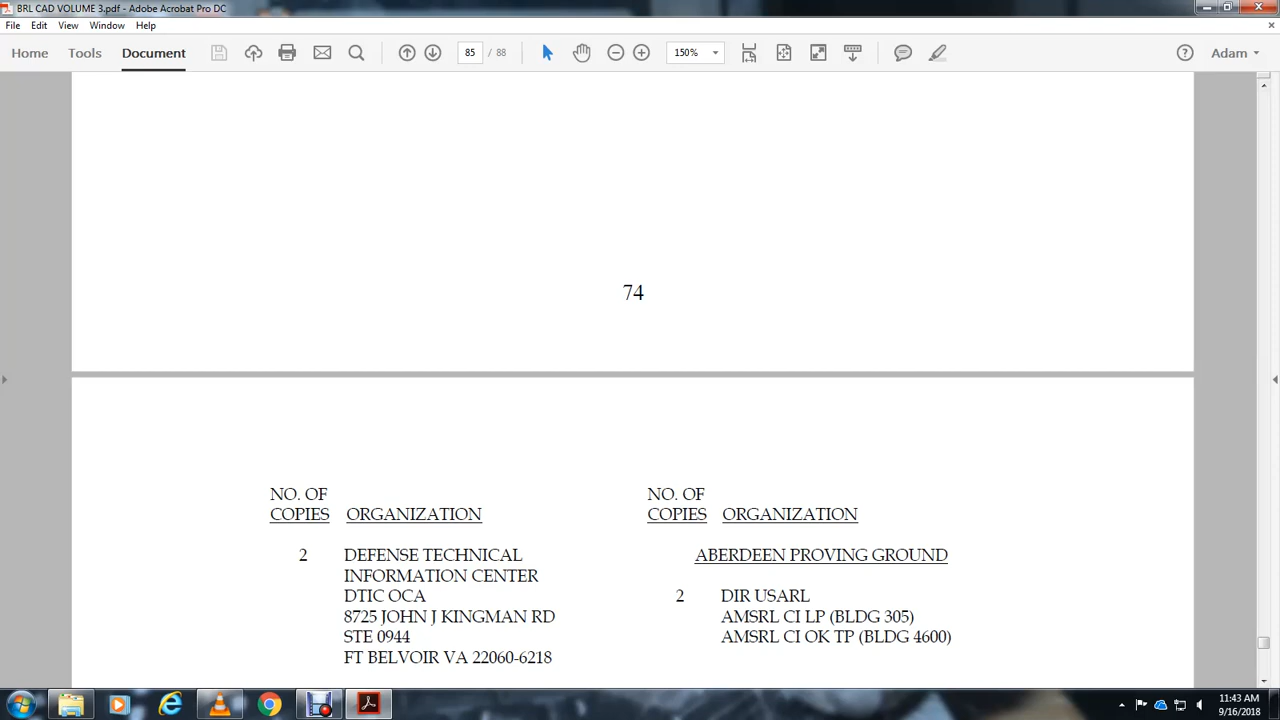 BRL CAD VOLUME 3.pdf - Adobe Acrobat Pro DC
File Edit View Window Help
Home Tools Document 85 / 88 150% Adam
74
NO. OF
COPIES ORGANIZATION
2 DEFENSE TECHNICAL
INFORMATION CENTER
DTIC OCA
8725 JOHN J KINGMAN RD
STE 0944
FT BELVOIR VA 22060-6218
NO. OF
COPIES ORGANIZATION
ABERDEEN PROVING GROUND
2 DIR USARL
AMSRL CI LP (BLDG 305)
AMSRL CI OK TP (BLDG 4600)
11:43 AM
9/16/2018